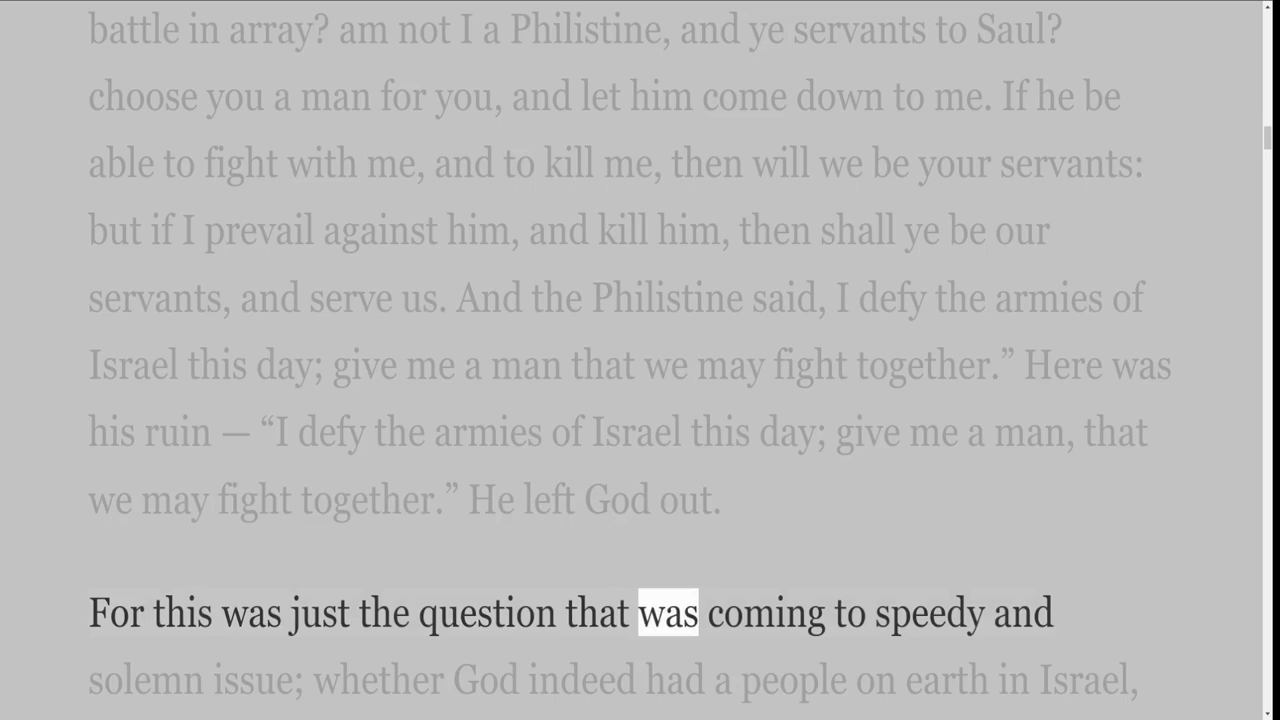 battle in array? am not I a Philistine, and ye servants to Saul?
choose you a man for you, and let him come down to me. If he be
able to fight with me, and to kill me, then will we be your servants:
but if I prevail against him, and kill him, then shall ye be our
servants, and serve us. And the Philistine said, I defy the armies of
Israel this day; give me a man that we may fight together.” Here was
his ruin — “I defy the armies of Israel this day; give me a man, that
we may fight together.” He left God out.
For this was just the question that was coming to speedy and
solemn issue; whether God indeed had a people on earth in Israel,